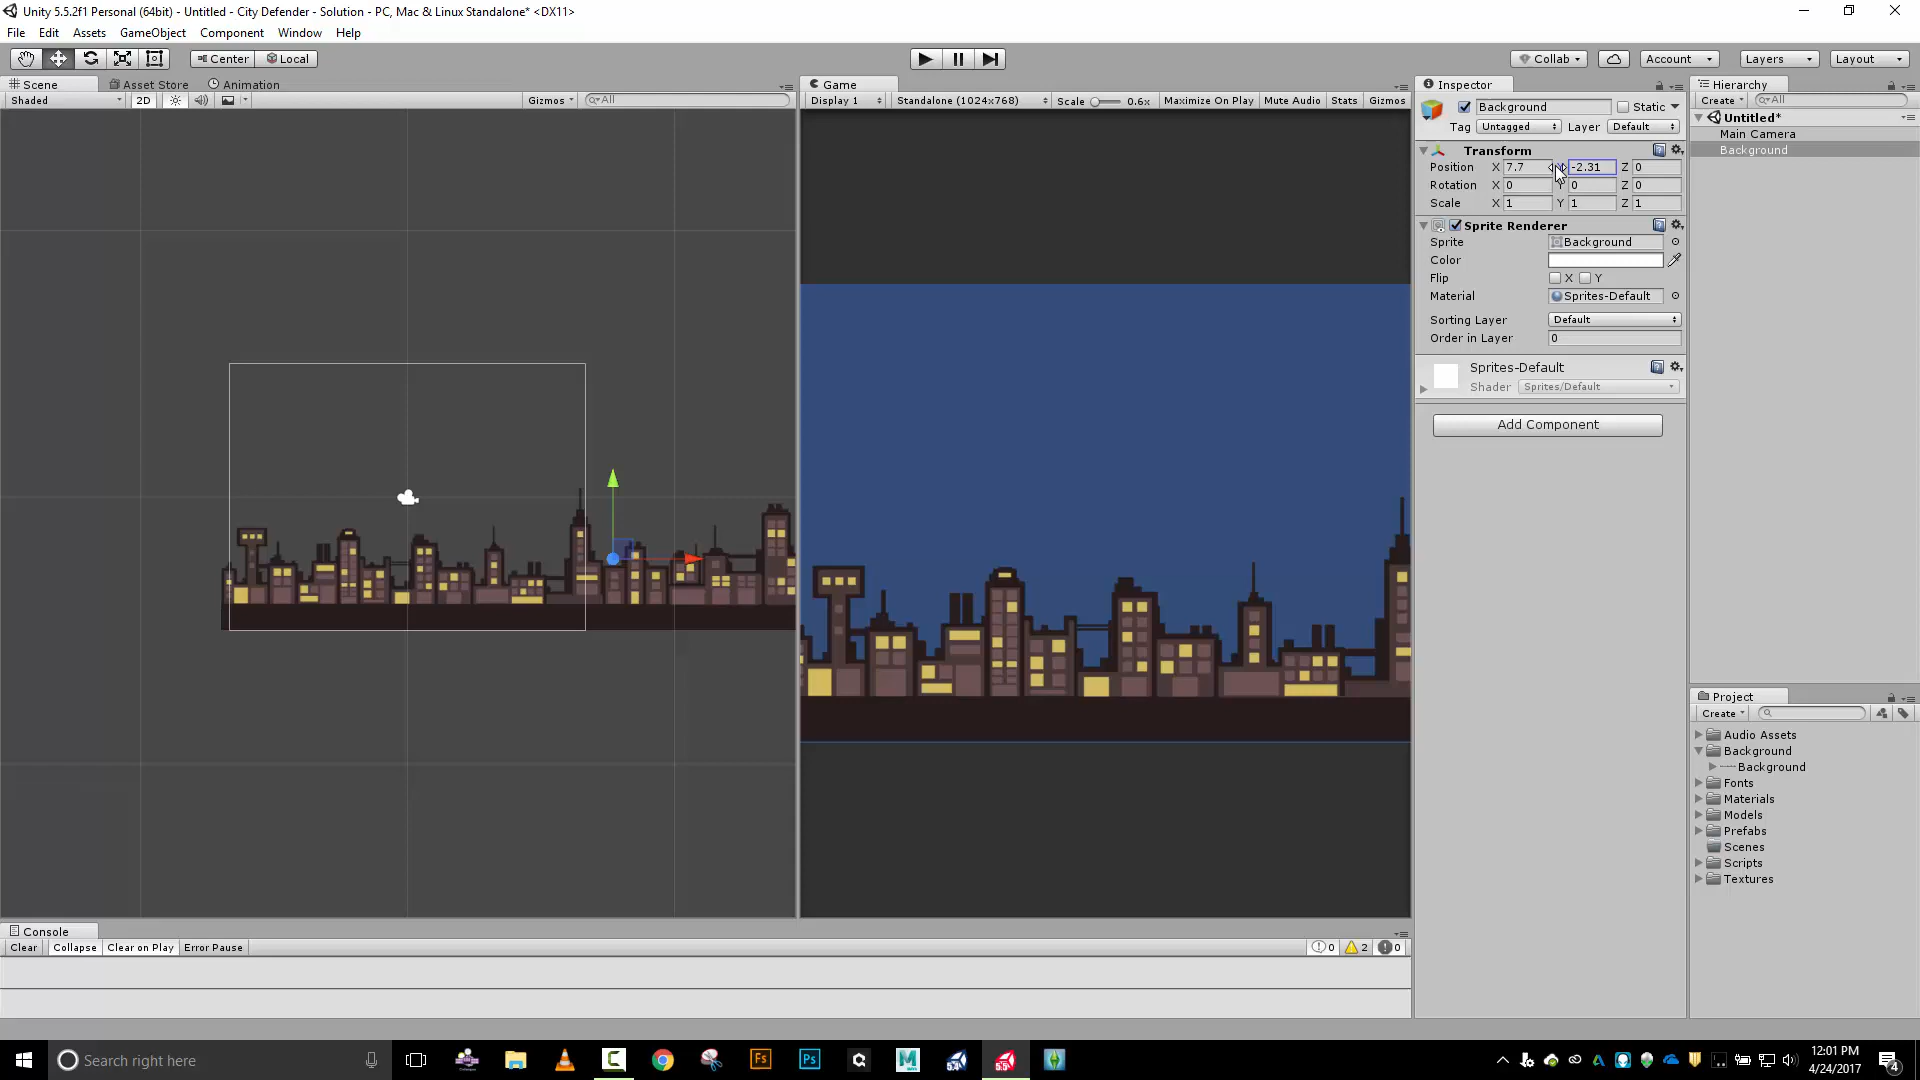 Unity 5.5.2f1 Personal (64bit) - Untitled - City Defender - Solution - PC, Mac & Linux Standalone* <DX11>
File Edit Assets GameObject Component Window Help
Center Local Collab Account Layers Layout
Scene Asset Store Animation
Shaded 2D Gizmos All
Game
Display 1 Standalone (1024x768) Scale 0.6x Maximize On Play Mute Audio Stats Gizmos
Inspector
Background Static
Tag Untagged Layer Default
Transform
Position X 7.7 Y -2.31 Z 0
Rotation X 0 Y 0 Z 0
Scale X 1 Y 1 Z 1
Sprite Renderer
Sprite Background
Color
Flip X Y
Material Sprites-Default
Sorting Layer Default
Order in Layer 0
Sprites-Default
Shader Sprites/Default
Add Component
Hierarchy
Create All
Untitled*
Main Camera
Background
Project
Create
Audio Assets
Background
Background
Fonts
Materials
Models
Prefabs
Scenes
Scripts
Textures
Console
Clear Collapse Clear on Play Error Pause 0 2 0
Search right here
Fs
Ps
5.4
5.5
12:01 PM
4/24/2017
4